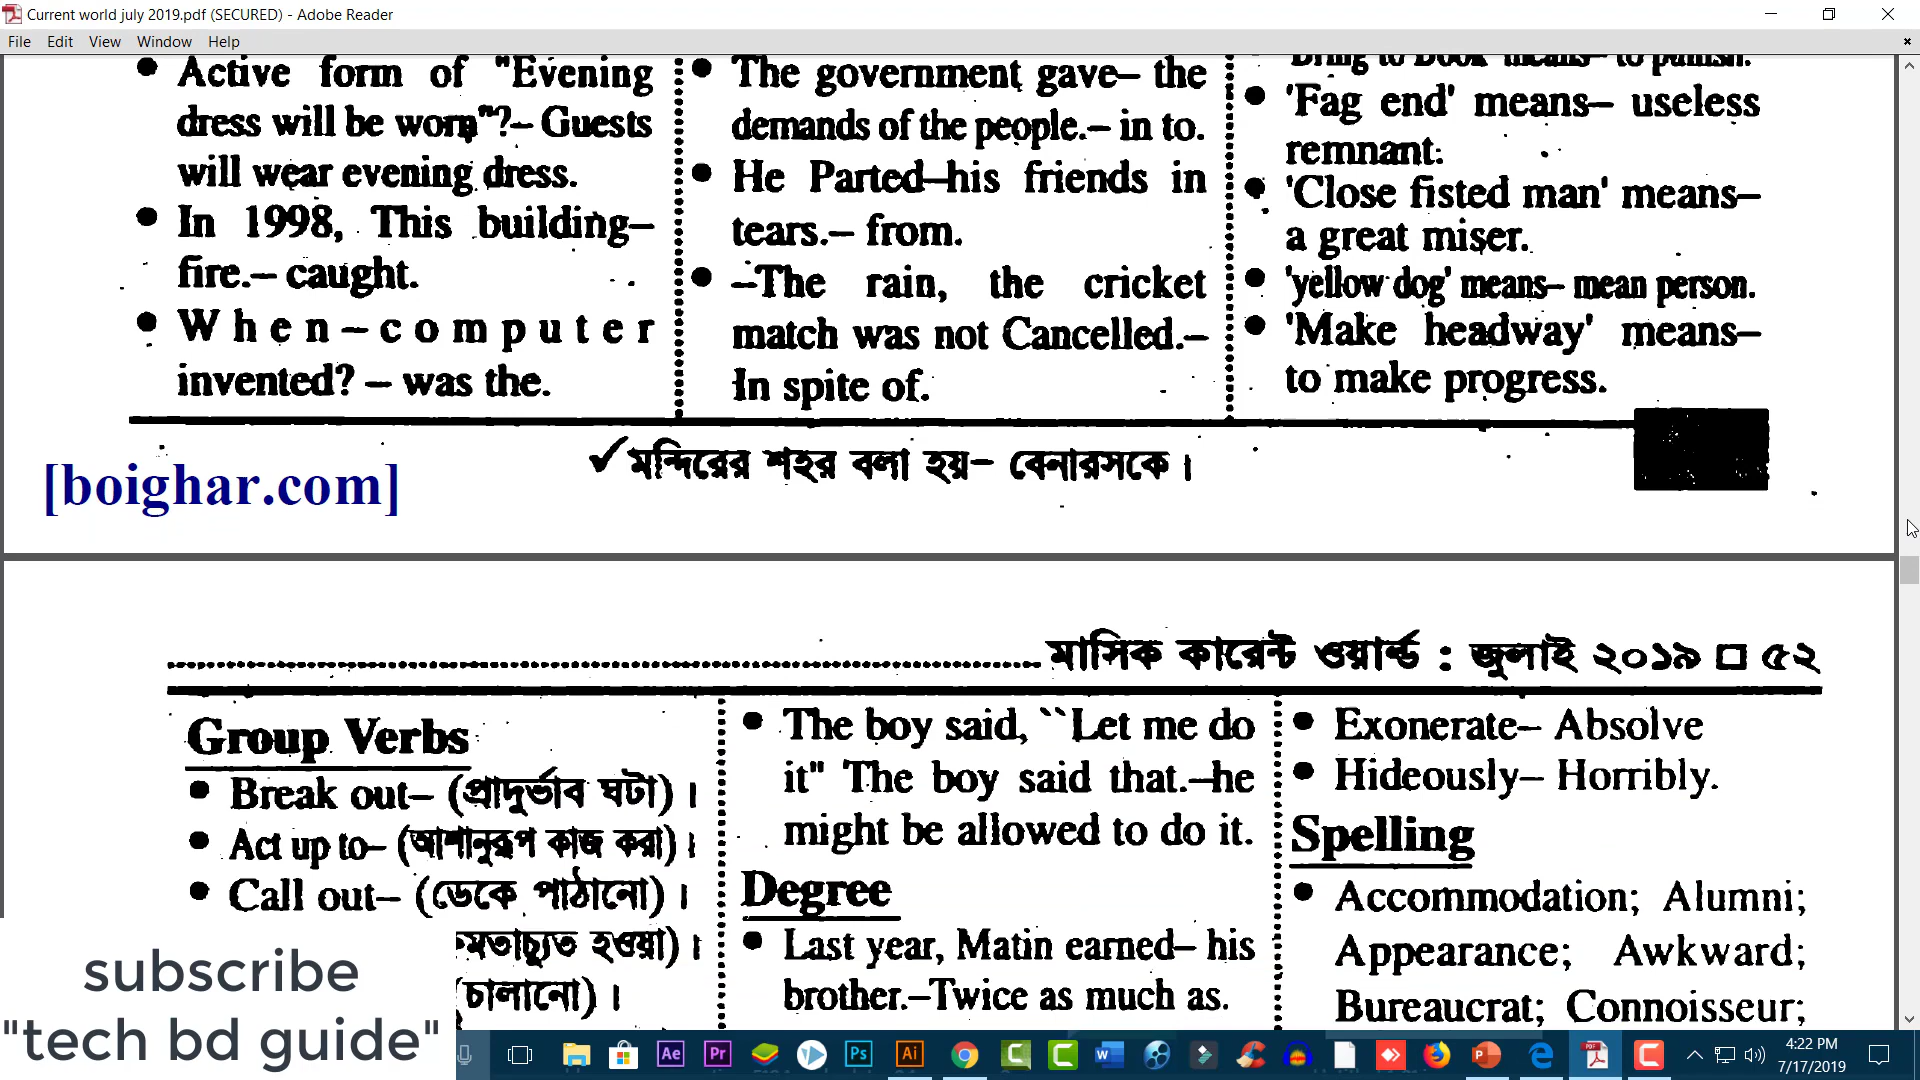 Current world july 2019.pdf (SECURED) - Adobe Reader
File Edit View Window Help
Active form of "Evening
dress will be worn"?– Guests
will wear evening dress.
In 1998, This building–
fire.– caught.
When–computer
invented? – was the.
The government gave– the
demands of the people.– in to.
He Parted–his friends in
tears.– from.
–The rain, the cricket
match was not Cancelled.–
In spite of.
'Bring to Book' means– to punish.
'Fag end' means– useless
remnant.
'Close fisted man' means–
a great miser.
'yellow dog' means– mean person.
'Make headway' means–
to make progress.
[boighar.com]
✓মন্দিরের শহর বলা হয়– বেনারসকে।
মাসিক কারেন্ট ওয়ার্ল্ড : জুলাই ২০১৯ □ ৫২
Group Verbs
Break out– (প্রাদুর্ভাব ঘটা)।
Act up to– (আশানুরূপ কাজ করা)।
Call out– (ডেকে পাঠানো)।
হওয়া)।
(চালানো)।
The boy said, ``Let me do
it" The boy said that.–he
might be allowed to do it.
Degree
Last year, Matin earned– his
brother.–Twice as much as.
Exonerate– Absolve
Hideously– Horribly.
Spelling
Accommodation; Alumni;
Appearance; Awkward;
Bureaucrat; Connoisseur;
subscribe
"tech bd guide"
4:22 PM
7/17/2019